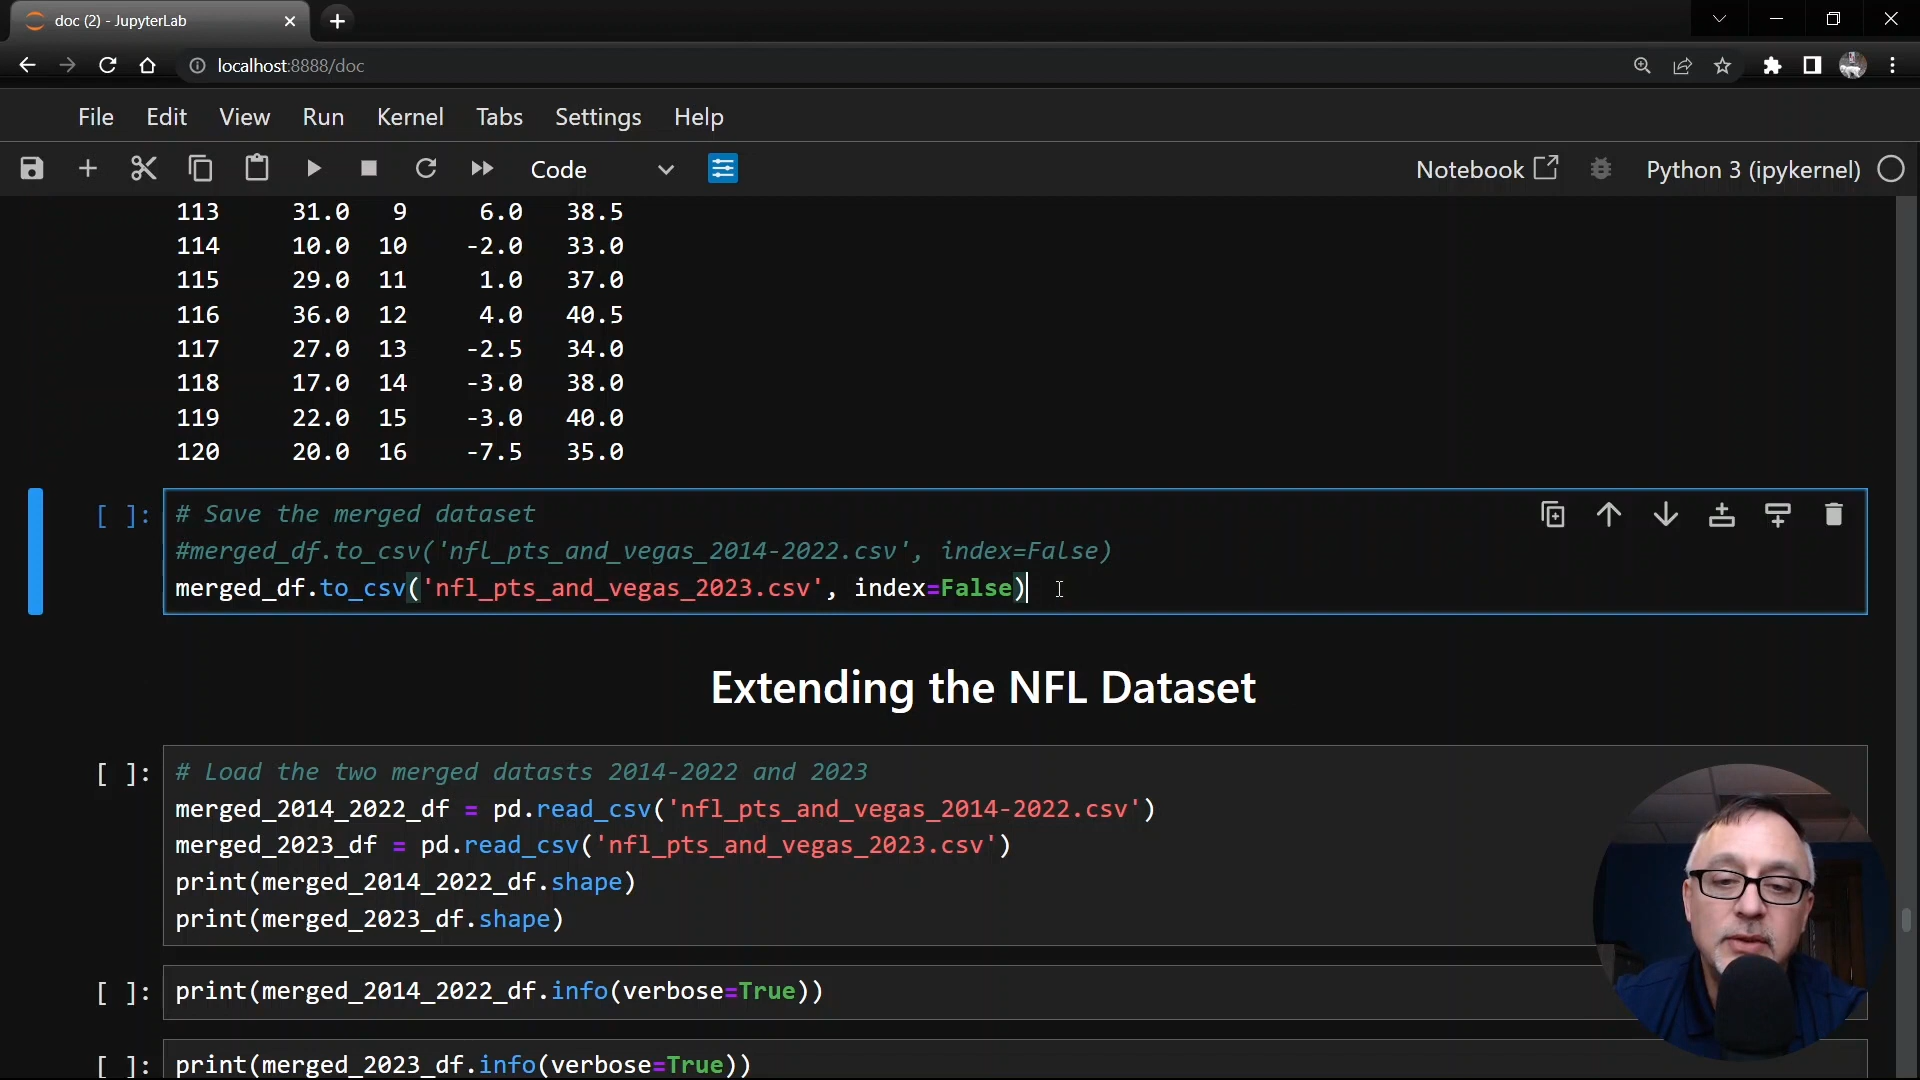 doc (2) - JupyterLab
localhost:8888/doc
File Edit View Run Kernel Tabs Settings Help
Code
Notebook
Python 3 (ipykernel)
113 31.0 9 6.0 38.5
114 10.0 10 -2.0 33.0
115 29.0 11 1.0 37.0
116 36.0 12 4.0 40.5
117 27.0 13 -2.5 34.0
118 17.0 14 -3.0 38.0
119 22.0 15 -3.0 40.0
120 20.0 16 -7.5 35.0
[ ]: # Save the merged dataset
#merged_df.to_csv('nfl_pts_and_vegas_2014-2022.csv', index=False)
merged_df.to_csv('nfl_pts_and_vegas_2023.csv', index=False)
Extending the NFL Dataset
[ ]: # Load the two merged datasts 2014-2022 and 2023
merged_2014_2022_df = pd.read_csv('nfl_pts_and_vegas_2014-2022.csv')
merged_2023_df = pd.read_csv('nfl_pts_and_vegas_2023.csv')
print(merged_2014_2022_df.shape)
print(merged_2023_df.shape)
[ ]: print(merged_2014_2022_df.info(verbose=True))
[ ]: print(merged_2023_df.info(verbose=True))